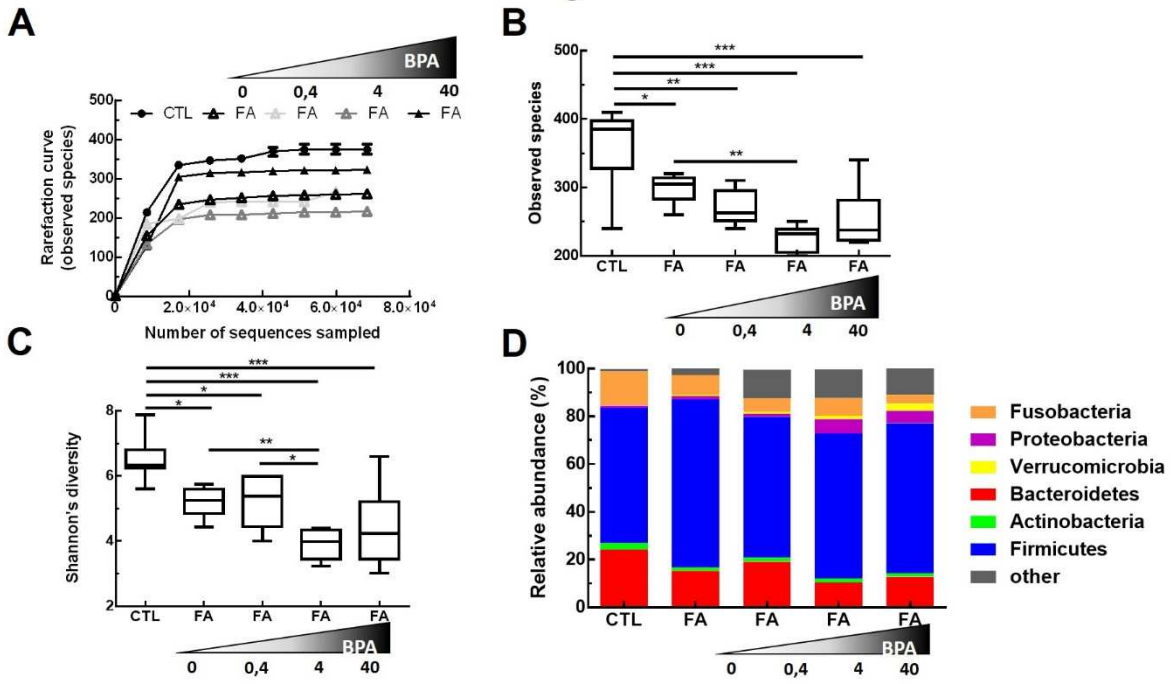 A
BPA
0 0,4 4 40
CTL FA FA FA FA
Rarefaction curve
(observed species)
500
400
300
200
100
0
0 2.0×10⁴ 4.0×10⁴ 6.0×10⁴ 8.0×10⁴
Number of sequences sampled
B
***
***
**
*
**
Observed species
500
400
300
200
CTL FA FA FA FA
BPA
0 0,4 4 40
C
***
***
*
*
**
*
Shannon's diversity
8
6
4
2
CTL FA FA FA FA
BPA
0 0,4 4 40
D
Relative abundance (%)
100
80
60
40
20
0
CTL FA FA FA FA
BPA
0 0,4 4 40
Fusobacteria
Proteobacteria
Verrucomicrobia
Bacteroidetes
Actinobacteria
Firmicutes
other